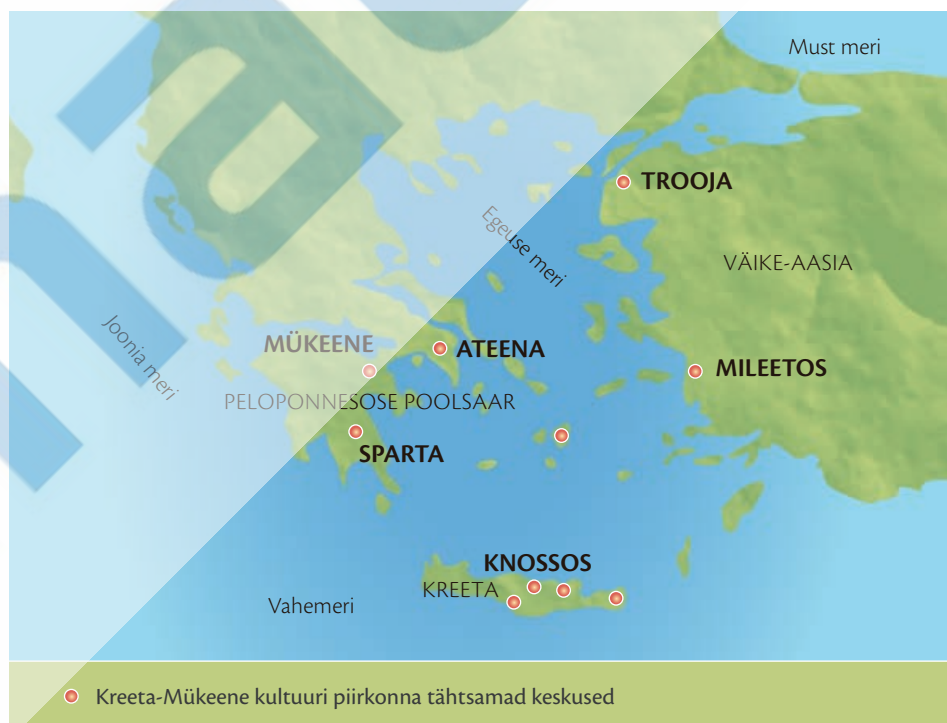 Must meri
TROOJA
Egeuse meri
VÄIKE-AASIA
Joonia meri
MÜKEENE
ATEENA
MILEETOS
PELOPONNESOSE POOLSAAR
SPARTA
KNOSSOS
KREETA
Vahemeri
Kreeta-Mükeene kultuuri piirkonna tähtsamad keskused